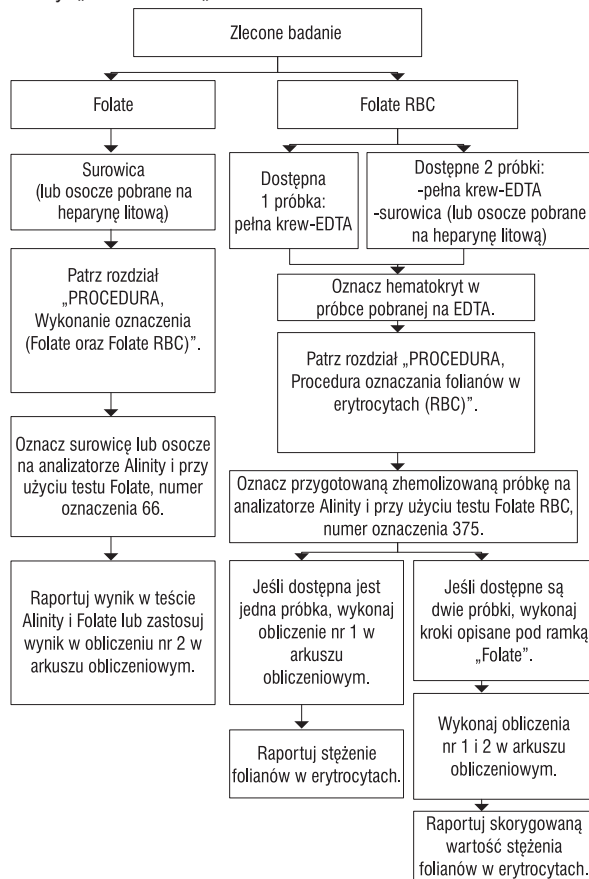 Zlecone badanie
Folate
Folate RBC
Surowica
(lub osocze pobrane na
heparynę litową)
Dostępna
1 próbka:
pełna krew-EDTA
Dostępne 2 próbki:
-pełna krew-EDTA
-surowica (lub osocze pobrane
na heparynę litową)
Patrz rozdział
„PROCEDURA,
Wykonanie oznaczenia
(Folate oraz Folate RBC)”.
Oznacz hematokryt w
próbce pobranej na EDTA.
Patrz rozdział „PROCEDURA,
Procedura oznaczania folianów w
erytrocytach (RBC)”.
Oznacz surowicę lub osocze
na analizatorze Alinity i przy
użyciu testu Folate, numer
oznaczenia 66.
Oznacz przygotowaną zhemolizowaną próbkę na
analizatorze Alinity i przy użyciu testu Folate RBC,
numer oznaczenia 375.
Raportuj wynik w teście
Alinity i Folate lub zastosuj
wynik w obliczeniu nr 2 w
arkuszu obliczeniowym.
Jeśli dostępna jest
jedna próbka, wykonaj
obliczenie nr 1 w
arkuszu
obliczeniowym.
Jeśli dostępne są
dwie próbki, wykonaj
kroki opisane pod ramką
„Folate”.
Raportuj stężenie
folianów w erytrocytach.
Wykonaj obliczenia
nr 1 i 2 w arkuszu
obliczeniowym.
Raportuj skorygowaną
wartość stężenia
folianów w erytrocytach.